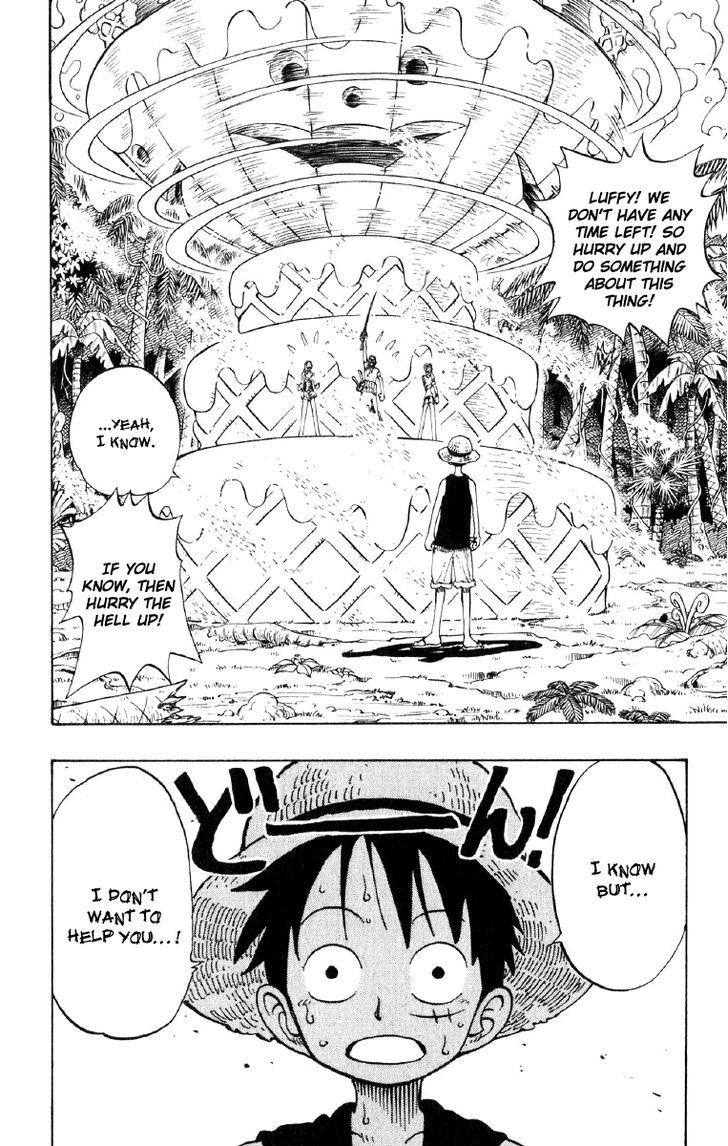 LUFFY! WE
DON'T HAVE ANY
TIME LEFT! SO
HURRY UP AND
DO SOMETHING
ABOUT THIS
THING!
...YEAH,
I KNOW.
IF YOU
KNOW, THEN
HURRY THE
HELL UP!
どん!
I KNOW
BUT...
I DON'T
WANT TO
HELP YOU...!